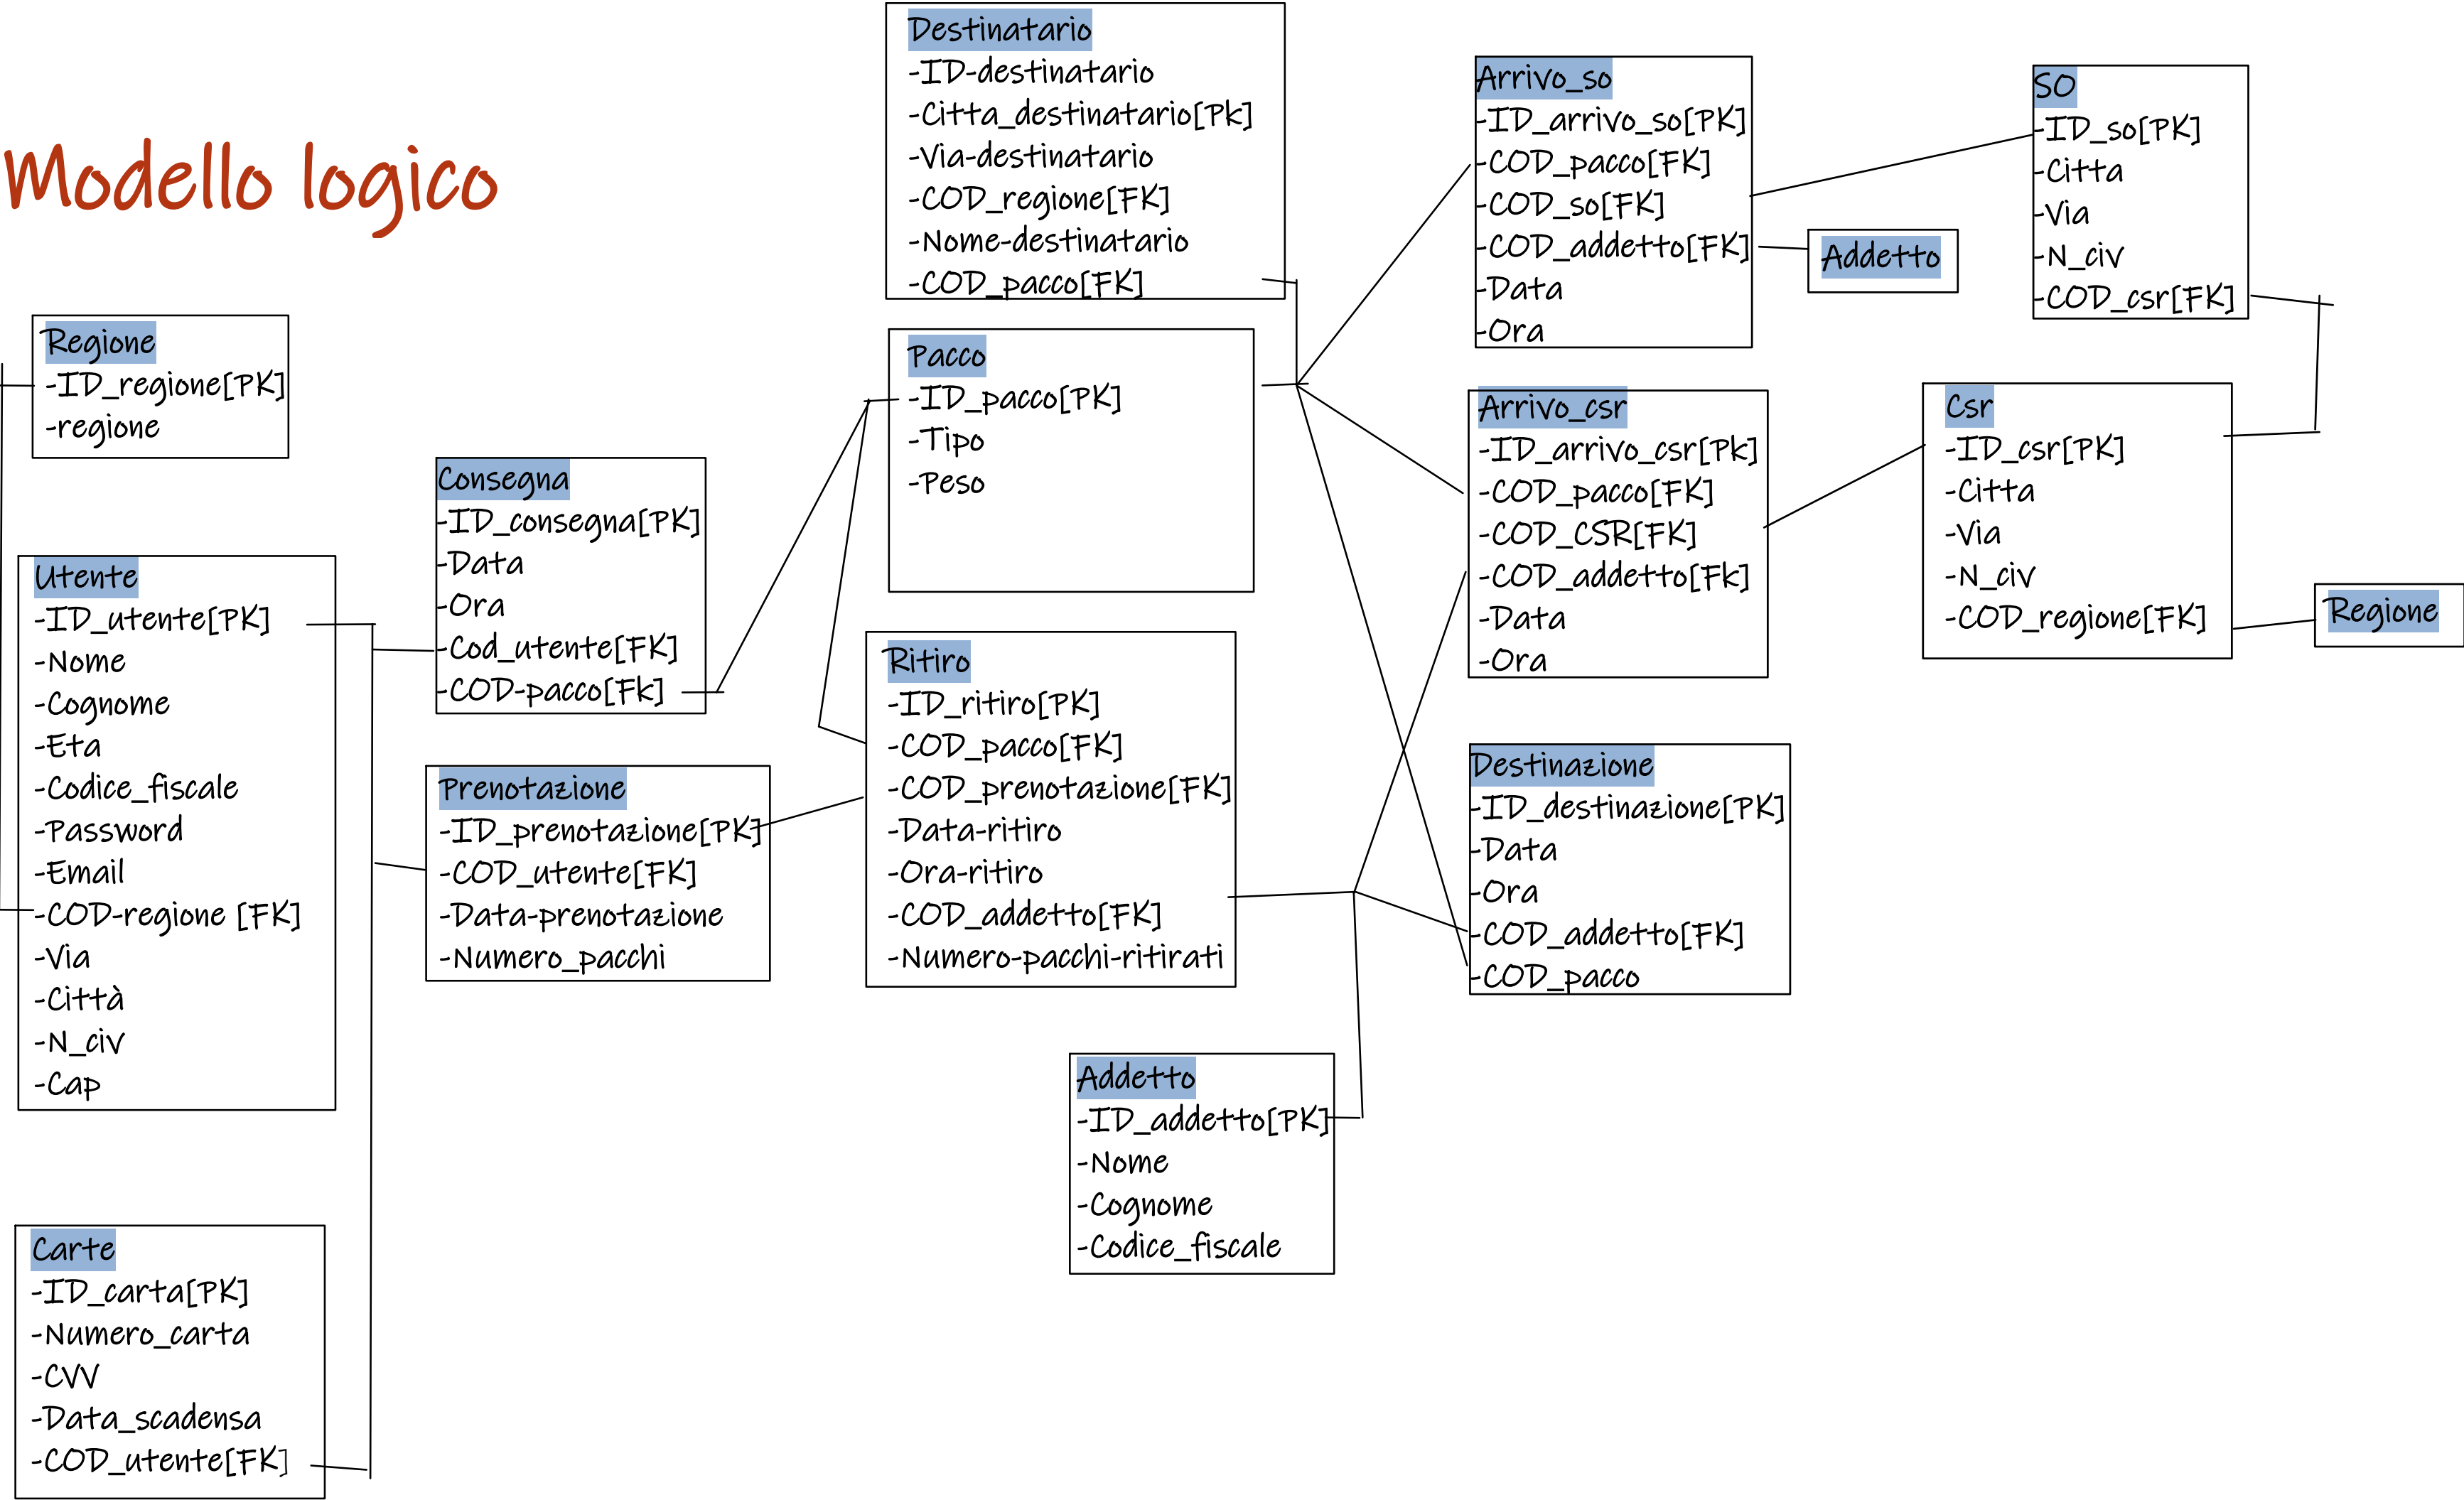 Modello logico
Regione
-ID_regione[PK]
-regione
Utente
-ID_utente[PK]
-Nome
-Cognome
-Eta
-Codice_fiscale
-Password
-Email
-COD-regione [FK]
-Via
-Città
-N_civ
-Cap
Carte
-ID_carta[PK]
-Numero_carta
-CVV
-Data_scadensa
-COD_utente[FK]
Consegna
-ID_consegna[PK]
-Data
-Ora
-Cod_utente[FK]
-COD-pacco[Fk]
Prenotazione
-ID_prenotazione[PK]
-COD_utente[FK]
-Data-prenotazione
-Numero_pacchi
Destinatario
-ID-destinatario
-Citta_destinatario[Pk]
-Via-destinatario
-COD_regione[FK]
-Nome-destinatario
-COD_pacco[FK]
Pacco
-ID_pacco[PK]
-Tipo
-Peso
Ritiro
-ID_ritiro[PK]
-COD_pacco[FK]
-COD_prenotazione[FK]
-Data-ritiro
-Ora-ritiro
-COD_addetto[FK]
-Numero-pacchi-ritirati
Addetto
-ID_addetto[PK]
-Nome
-Cognome
-Codice_fiscale
Arrivo_so
-ID_arrivo_so[PK]
-COD_pacco[FK]
-COD_so[FK]
-COD_addetto[FK]
-Data
-Ora
Addetto
Arrivo_csr
-ID_arrivo_csr[Pk]
-COD_pacco[FK]
-COD_CSR[FK]
-COD_addetto[Fk]
-Data
-Ora
Destinazione
-ID_destinazione[PK]
-Data
-Ora
-COD_addetto[FK]
-COD_pacco
SO
-ID_so[PK]
-Citta
-Via
-N_civ
-COD_csr[FK]
Csr
-ID_csr[PK]
-Citta
-Via
-N_civ
-COD_regione[FK]
Regione